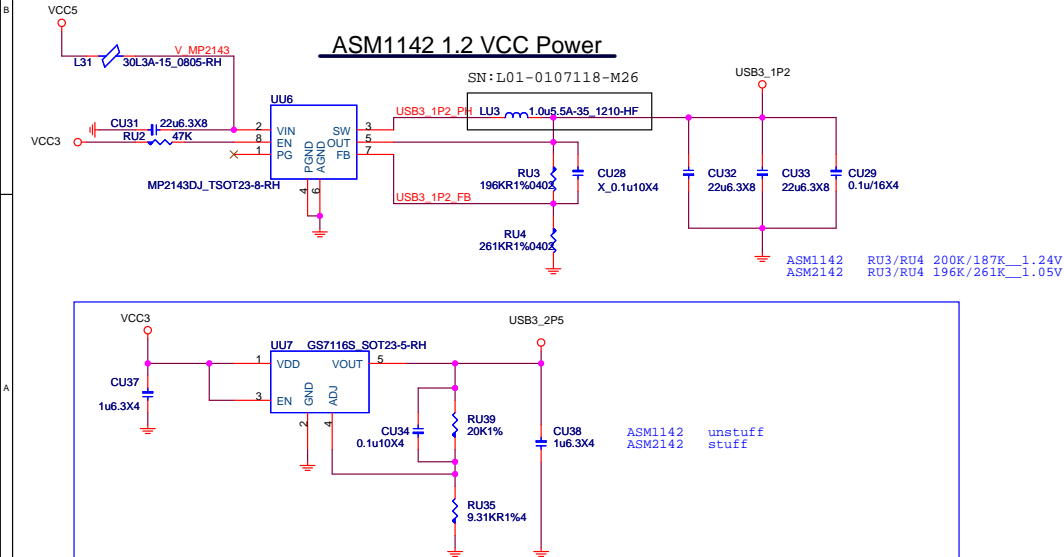 B
VCC5
ASM1142 1.2 VCC Power
V_MP2143
L31
30L3A-15_0805-RH
SN:L01-0107118-M26
USB3_1P2
UU6
USB3_1P2_PH
LU3
1.0u5.5A-35_1210-HF
CU31
22u6.3X8
RU2
47K
VCC3
2
VIN
SW
3
8
EN
OUT
5
1
PG
FB
7
PGND
AGND
4
6
MP2143DJ_TSOT23-8-RH
RU3
196KR1%0402
CU28
X_0.1u10X4
CU32
22u6.3X8
CU33
22u6.3X8
CU29
0.1u/16X4
USB3_1P2_FB
RU4
261KR1%0402
ASM1142 RU3/RU4 200K/187K__1.24V
ASM2142 RU3/RU4 196K/261K__1.05V
VCC3
USB3_2P5
UU7
GS7116S_SOT23-5-RH
1
VDD
VOUT
5
A
CU37
1u6.3X4
3
EN
GND
ADJ
2
4
CU34
0.1u10X4
RU39
20K1%
CU38
1u6.3X4
ASM1142 unstuff
ASM2142 stuff
RU35
9.31KR1%4